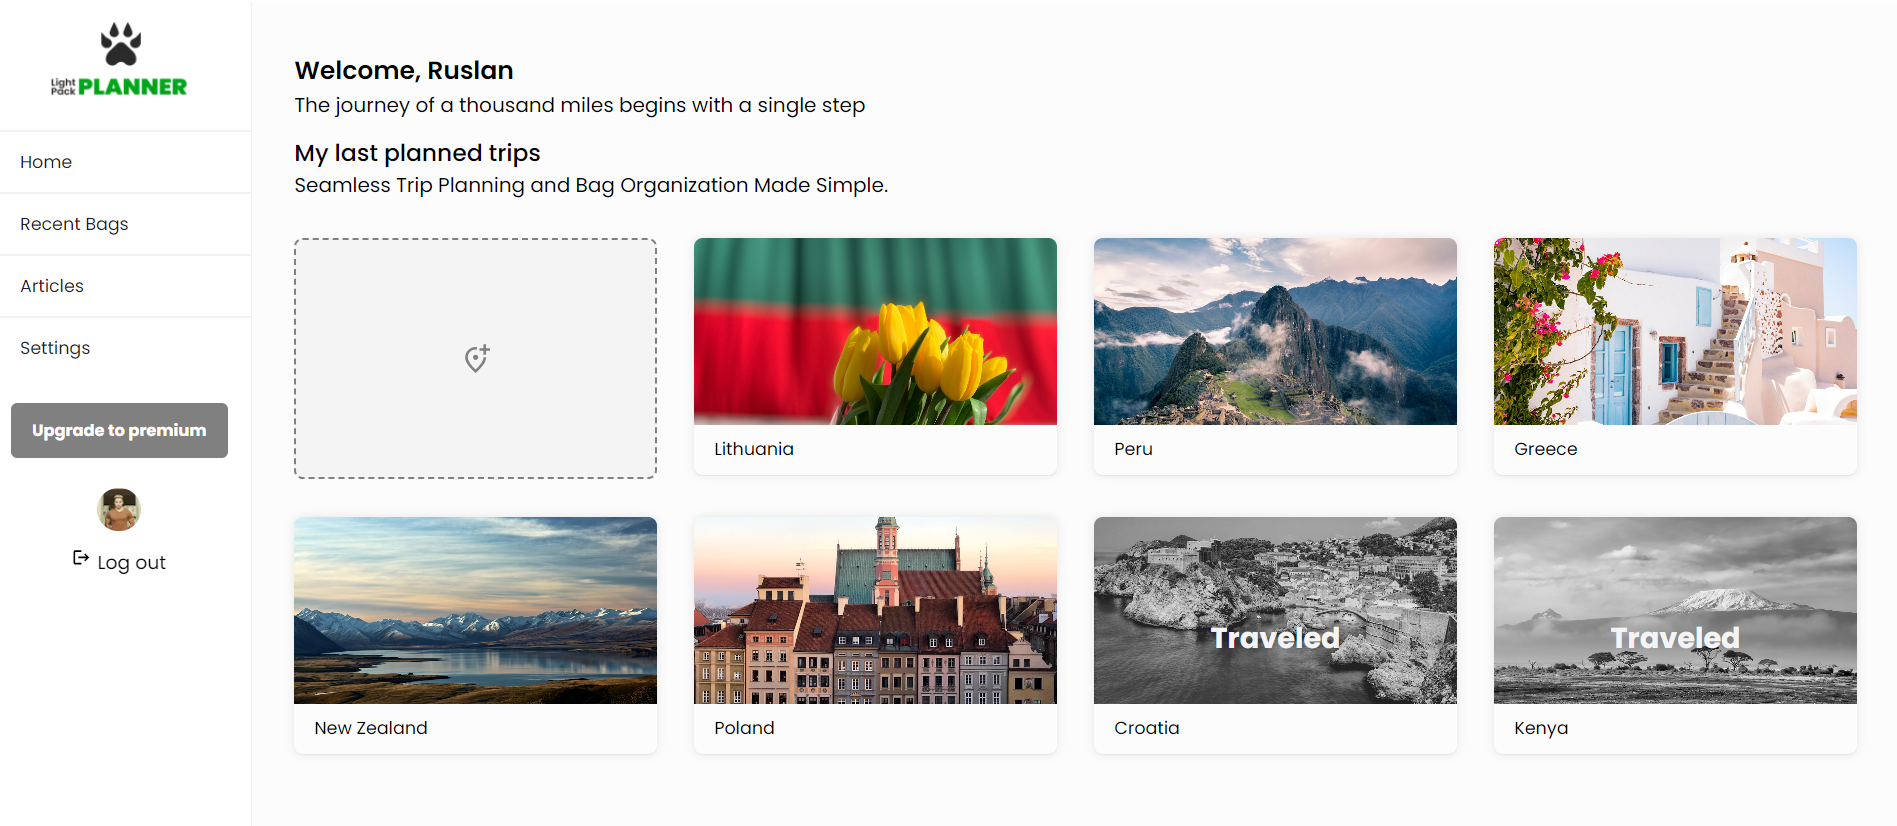 Light
Pack PLANNER
Home
Recent Bags
Articles
Settings
Upgrade to premium
Log out
Welcome, Ruslan
The journey of a thousand miles begins with a single step
My last planned trips
Seamless Trip Planning and Bag Organization Made Simple.
Lithuania
Peru
Greece
New Zealand
Poland
Traveled
Croatia
Traveled
Kenya